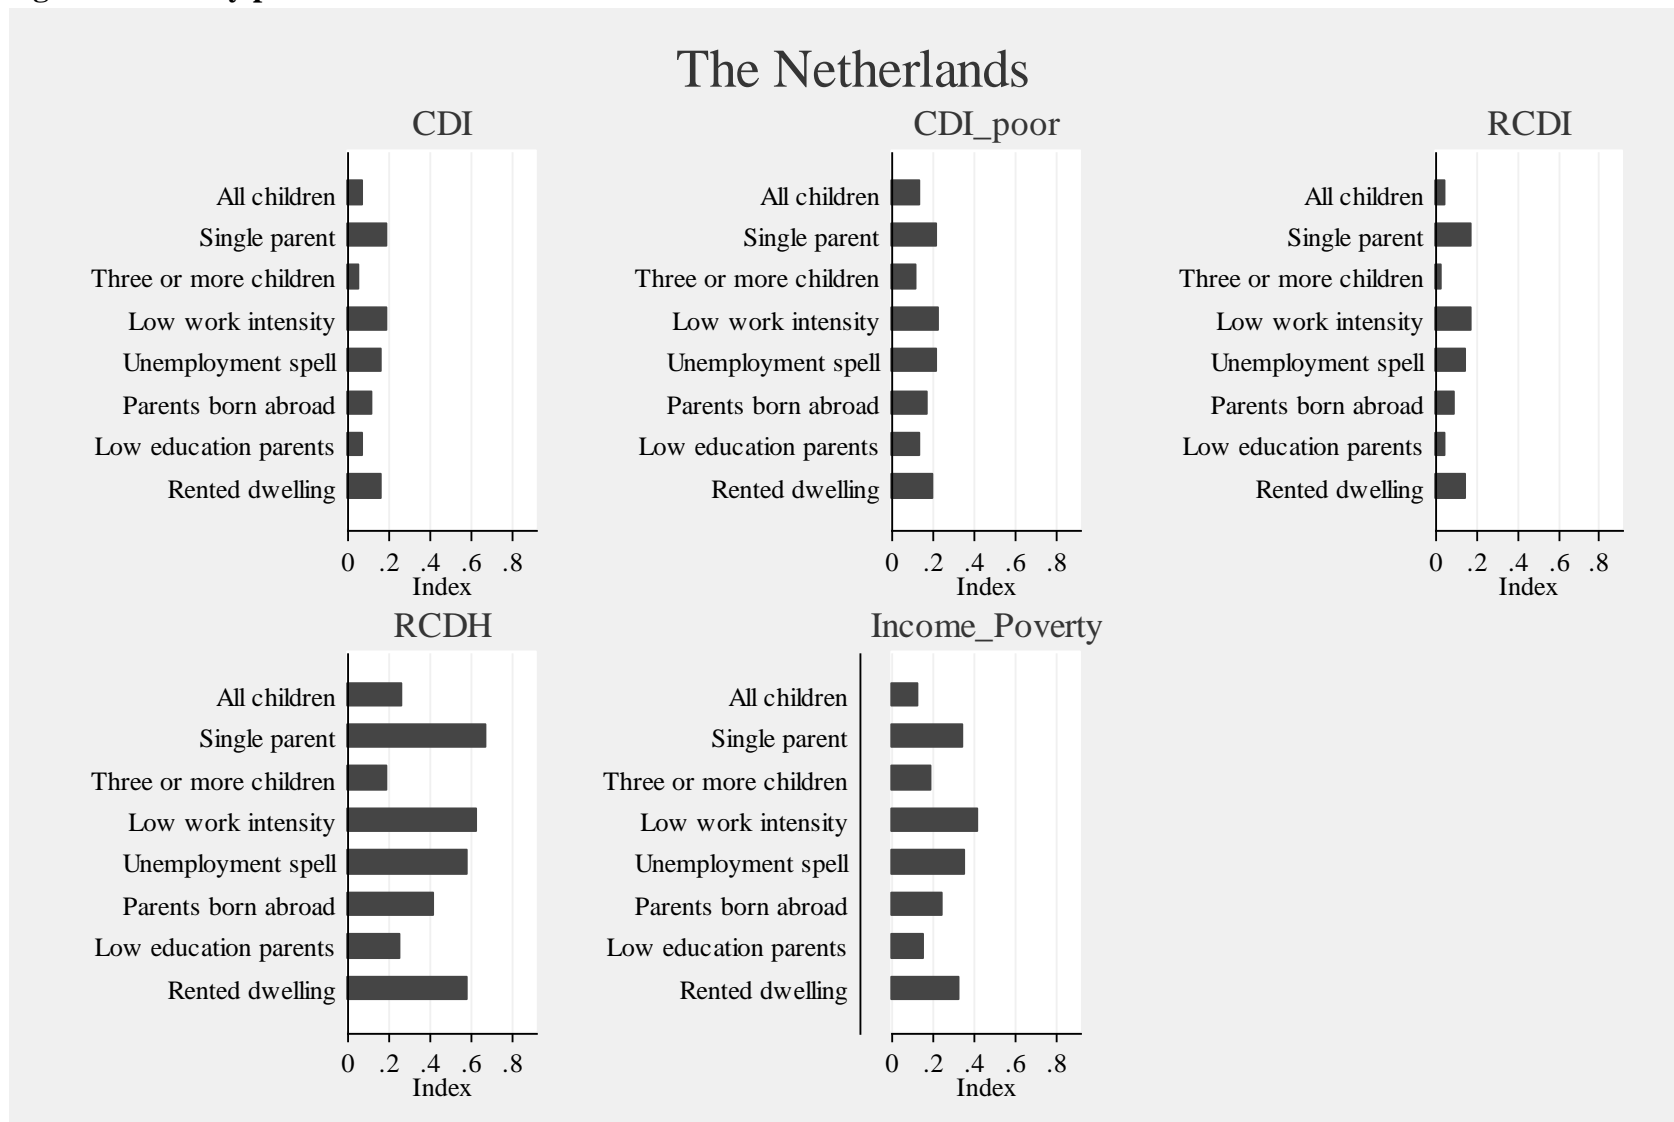 The Netherlands
CDI
All children
Single parent
Three or more children
Low work intensity
Unemployment spell
Parents born abroad
Low education parents
Rented dwelling
0 .2 .4 .6 .8
Index
CDI_poor
All children
Single parent
Three or more children
Low work intensity
Unemployment spell
Parents born abroad
Low education parents
Rented dwelling
0 .2 .4 .6 .8
Index
RCDI
All children
Single parent
Three or more children
Low work intensity
Unemployment spell
Parents born abroad
Low education parents
Rented dwelling
0 .2 .4 .6 .8
Index
RCDH
All children
Single parent
Three or more children
Low work intensity
Unemployment spell
Parents born abroad
Low education parents
Rented dwelling
0 .2 .4 .6 .8
Index
Income_Poverty
All children
Single parent
Three or more children
Low work intensity
Unemployment spell
Parents born abroad
Low education parents
Rented dwelling
0 .2 .4 .6 .8
Index